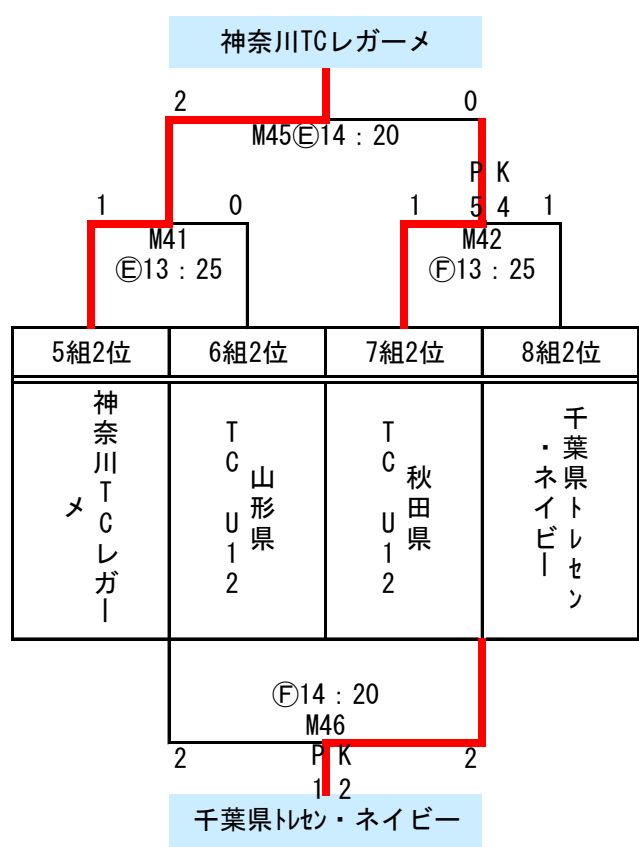 神奈川TCレガーメ
2 0
M45Ⓔ14：20
PK
1 0 1 5 4 1
M41 M42
Ⓔ13：25 Ⓕ13：25
5組2位 6組2位 7組2位 8組2位
神奈川TCレガーメ
山形県TC U12
秋田県TC U12
千葉県トレセン・ネイビー
Ⓕ14：20
M46
2 PK 2
1 2
千葉県ﾄﾚｾﾝ・ネイビー